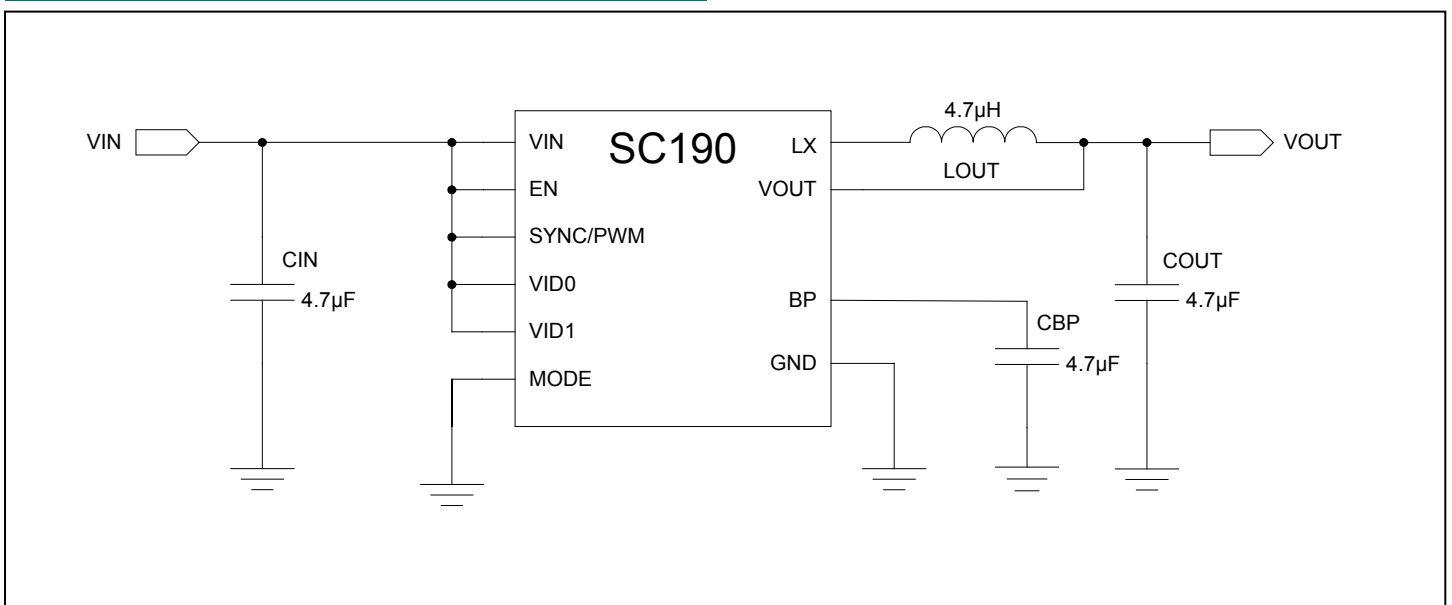 4.7µH
VIN
VIN
SC190
LX
VOUT
LOUT
EN
VOUT
SYNC/PWM
CIN
4.7µF
VID0
BP
COUT
4.7µF
VID1
CBP
4.7µF
MODE
GND